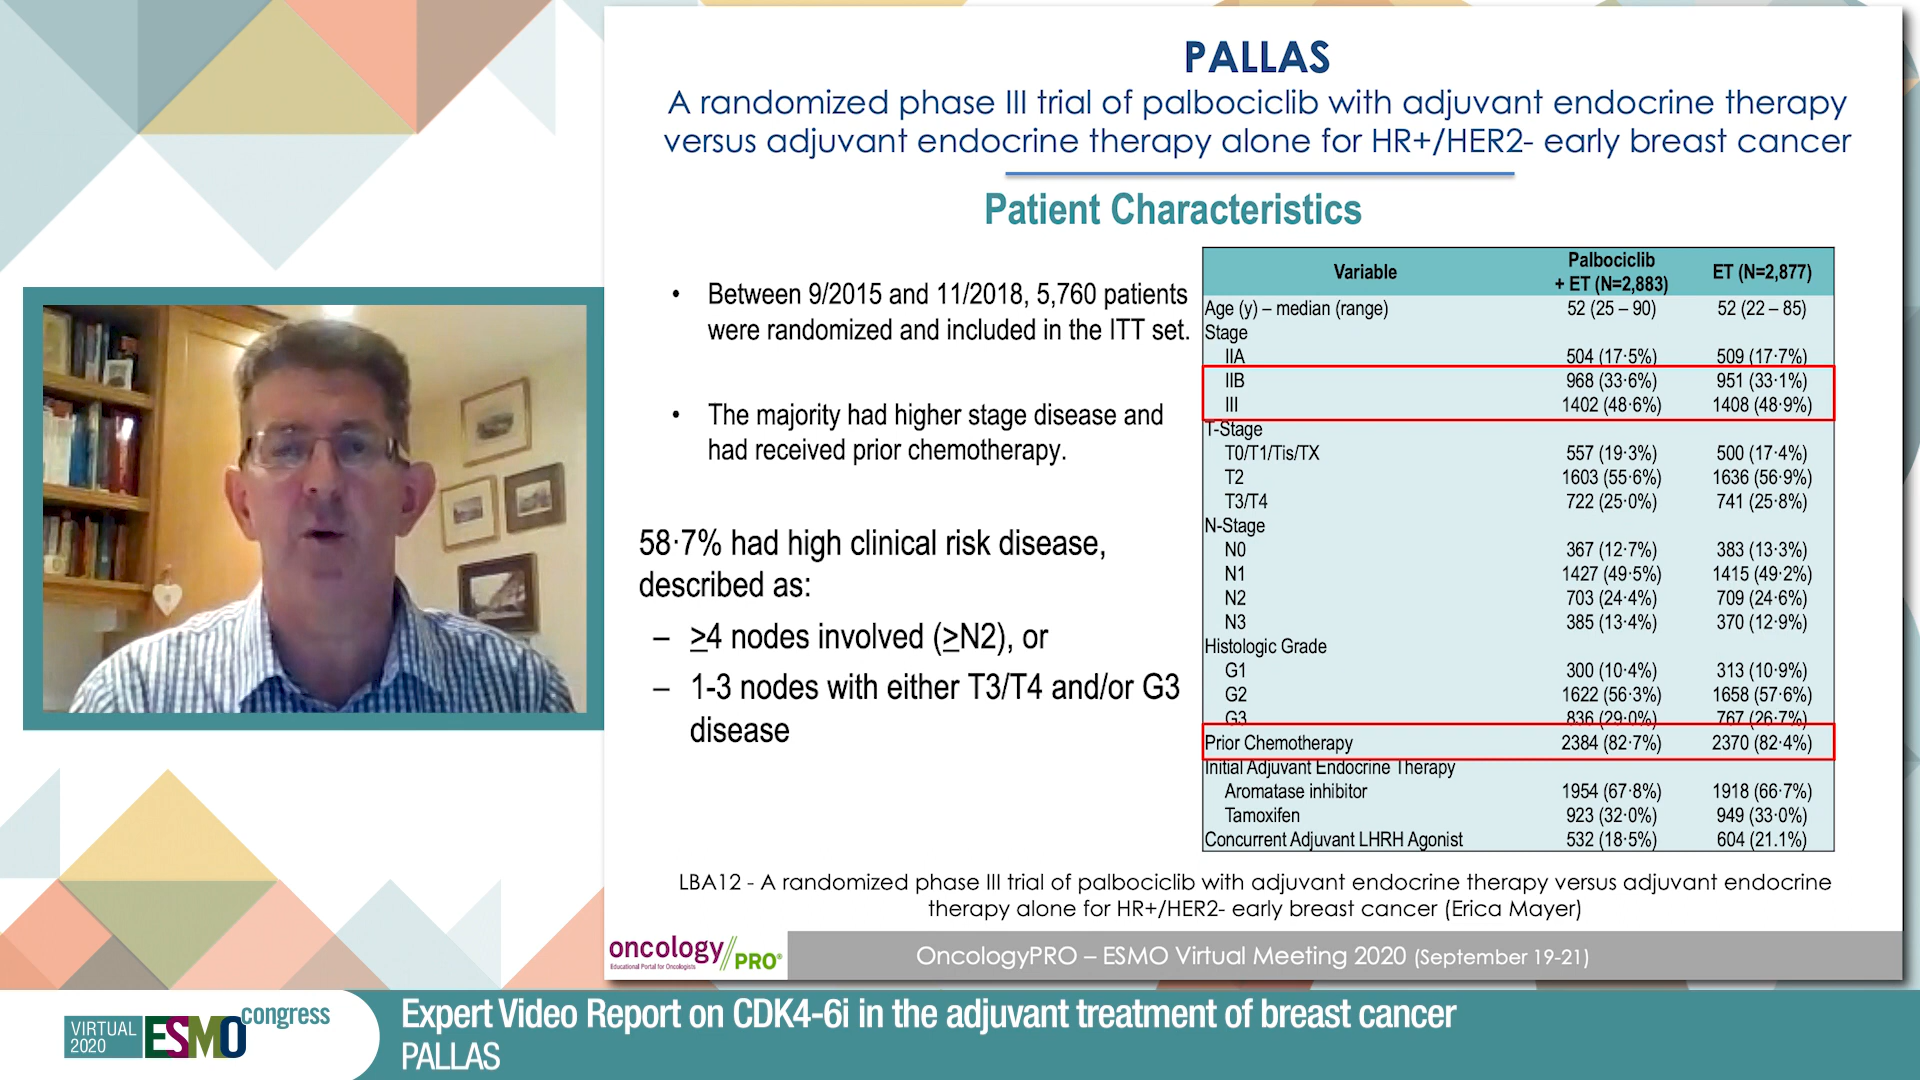 PALLAS
A randomized phase III trial of palbociclib with adjuvant endocrine therapy
versus adjuvant endocrine therapy alone for HR+/HER2- early breast cancer
Patient Characteristics
• Between 9/2015 and 11/2018, 5,760 patients
were randomized and included in the ITT set.
• The majority had higher stage disease and
had received prior chemotherapy.
58·7% had high clinical risk disease,
described as:
– ≥4 nodes involved (≥N2), or
– 1-3 nodes with either T3/T4 and/or G3
disease
Variable Palbociclib + ET (N=2,883) ET (N=2,877)
Age (y) – median (range) 52 (25 – 90) 52 (22 – 85)
Stage
IIA 504 (17·5%) 509 (17·7%)
IIB 968 (33·6%) 951 (33·1%)
III 1402 (48·6%) 1408 (48·9%)
T-Stage
T0/T1/Tis/TX 557 (19·3%) 500 (17·4%)
T2 1603 (55·6%) 1636 (56·9%)
T3/T4 722 (25·0%) 741 (25·8%)
N-Stage
N0 367 (12·7%) 383 (13·3%)
N1 1427 (49·5%) 1415 (49·2%)
N2 703 (24·4%) 709 (24·6%)
N3 385 (13·4%) 370 (12·9%)
Histologic Grade
G1 300 (10·4%) 313 (10·9%)
G2 1622 (56·3%) 1658 (57·6%)
G3 836 (29·0%) 767 (26·7%)
Prior Chemotherapy 2384 (82·7%) 2370 (82·4%)
Initial Adjuvant Endocrine Therapy
Aromatase inhibitor 1954 (67·8%) 1918 (66·7%)
Tamoxifen 923 (32·0%) 949 (33·0%)
Concurrent Adjuvant LHRH Agonist 532 (18·5%) 604 (21.1%)
LBA12 - A randomized phase III trial of palbociclib with adjuvant endocrine therapy versus adjuvant endocrine
therapy alone for HR+/HER2- early breast cancer (Erica Mayer)
oncology//PRO®
Educational Portal for Oncologists
OncologyPRO – ESMO Virtual Meeting 2020 (September 19-21)
VIRTUAL
2020
ESMO congress
Expert Video Report on CDK4-6i in the adjuvant treatment of breast cancer
PALLAS